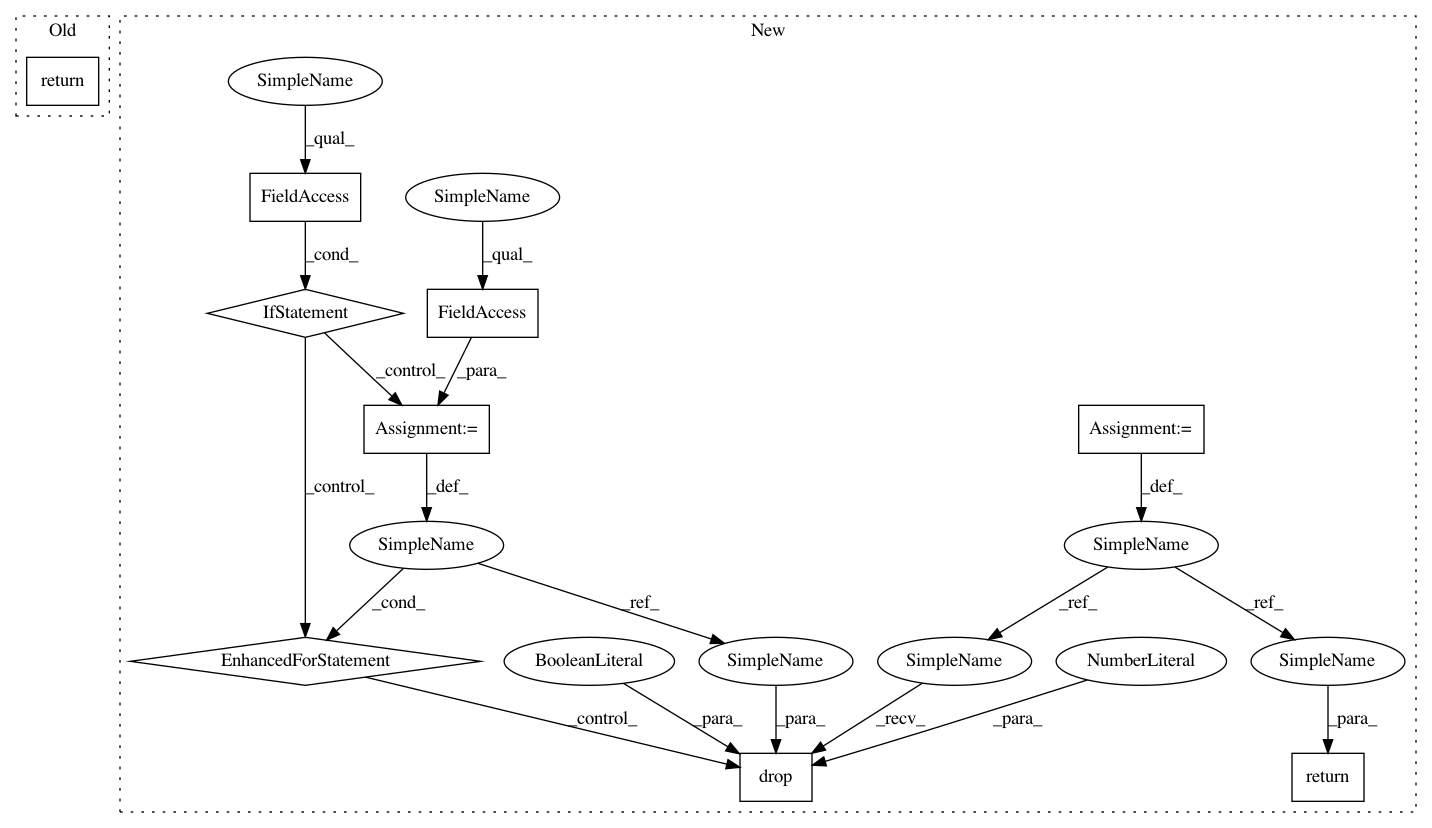 Old
New
return
SimpleName
_qual_
FieldAccess
SimpleName
_cond_
_qual_
IfStatement
FieldAccess
_control_
_para_
Assignment:=
Assignment:=
_control_
_def_
_def_
SimpleName
SimpleName
_cond_
_ref_
_ref_
_ref_
EnhancedForStatement
BooleanLiteral
SimpleName
SimpleName
NumberLiteral
SimpleName
_control_
_para_
_para_
_recv_
_para_
_para_
drop
return